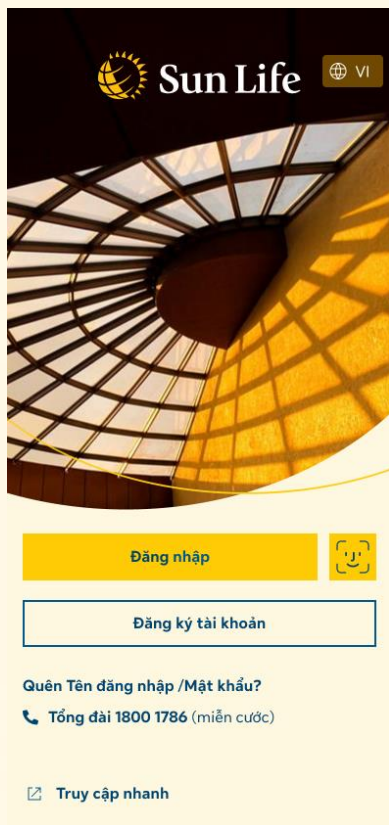 Sun Life
VI
Đăng nhập
Đăng ký tài khoản
Quên Tên đăng nhập /Mật khẩu?
Tổng đài 1800 1786 (miễn cước)
Truy cập nhanh